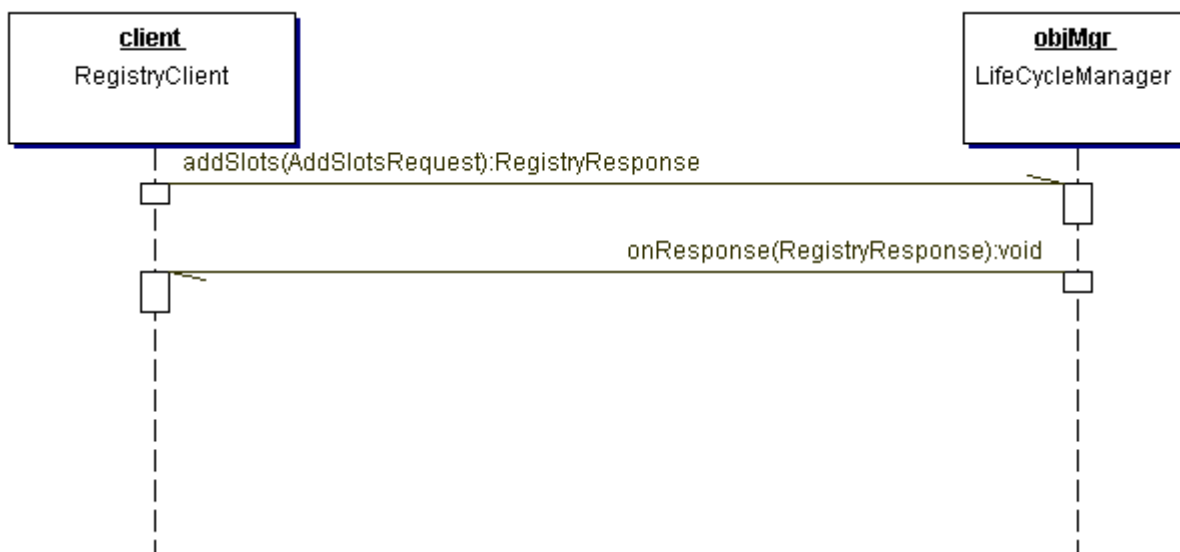 client
RegistryClient
objMgr
LifeCycleManager
addSlots(AddSlotsRequest):RegistryResponse
onResponse(RegistryResponse):void